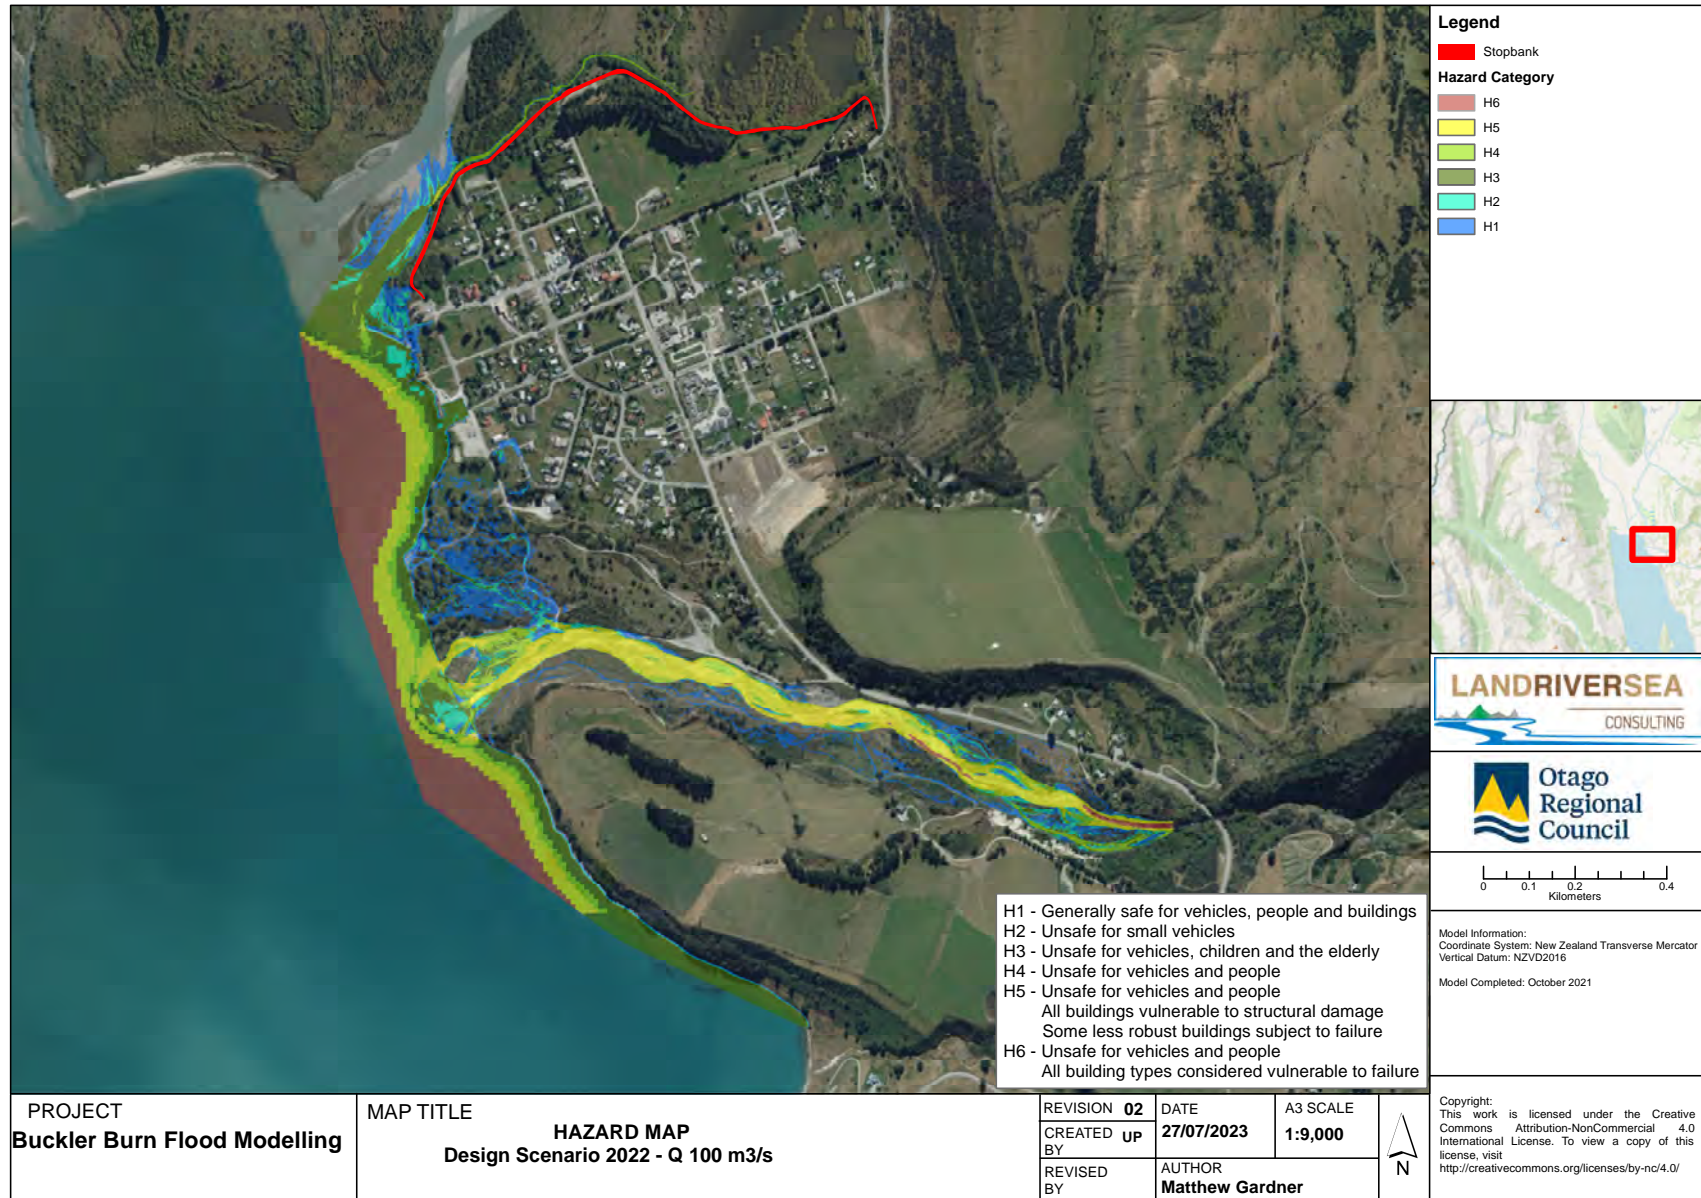 Legend
Stopbank
Hazard Category
H6
H5
H4
H3
H2
H1
LANDRIVERSEA
CONSULTING
Otago
Regional
Council
0 0.1 0.2 0.4
Kilometers
Model Information:
Coordinate System: New Zealand Transverse Mercator
Vertical Datum: NZVD2016
Model Completed: October 2021
Copyright:
This work is licensed under the Creative
Commons Attribution-NonCommercial 4.0
International License. To view a copy of this
license, visit
http://creativecommons.org/licenses/by-nc/4.0/
H1 - Generally safe for vehicles, people and buildings
H2 - Unsafe for small vehicles
H3 - Unsafe for vehicles, children and the elderly
H4 - Unsafe for vehicles and people
H5 - Unsafe for vehicles and people
All buildings vulnerable to structural damage
Some less robust buildings subject to failure
H6 - Unsafe for vehicles and people
All building types considered vulnerable to failure
PROJECT
Buckler Burn Flood Modelling
MAP TITLE
HAZARD MAP
Design Scenario 2022 - Q 100 m3/s
REVISION 02
CREATED BY UP
REVISED
BY
DATE
27/07/2023
A3 SCALE
1:9,000
AUTHOR
Matthew Gardner
N